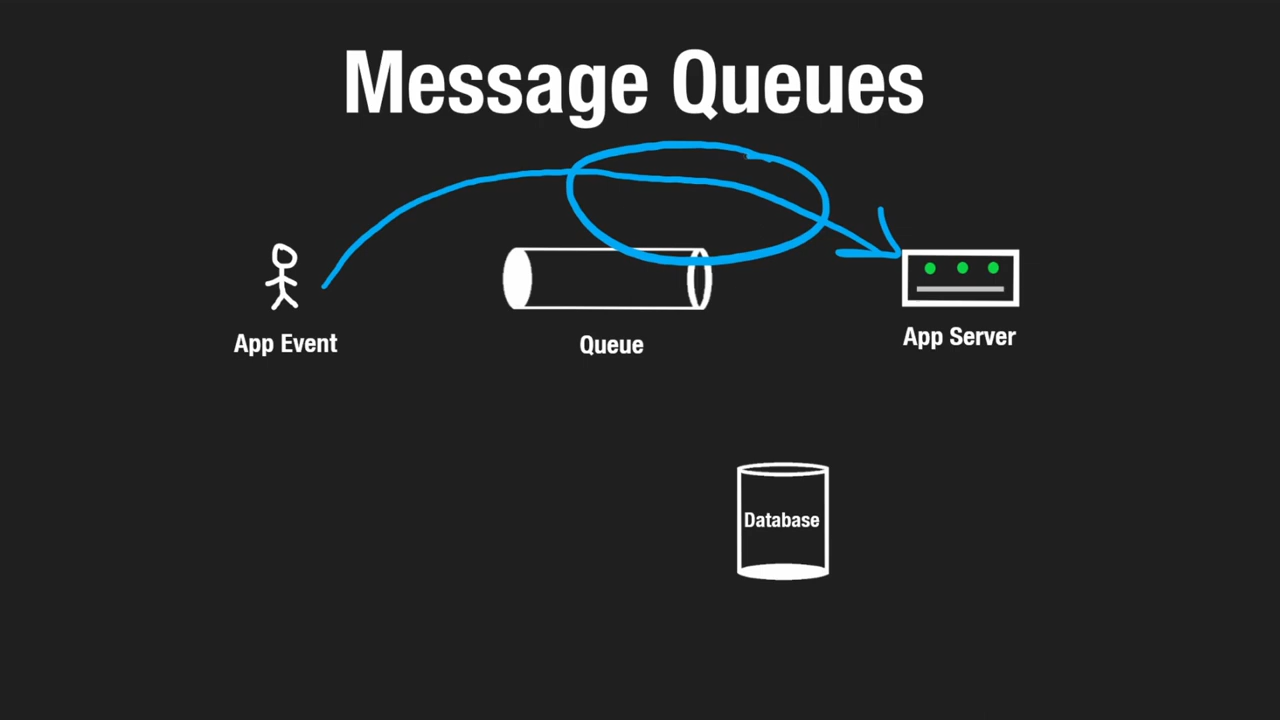 Message Queues
App Event
Queue
App Server
Database